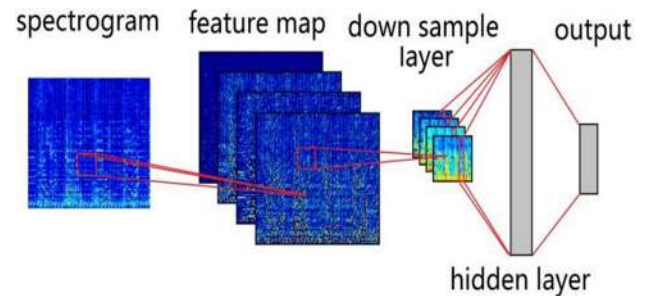 spectrogram
feature map
down sample
layer
output
hidden layer